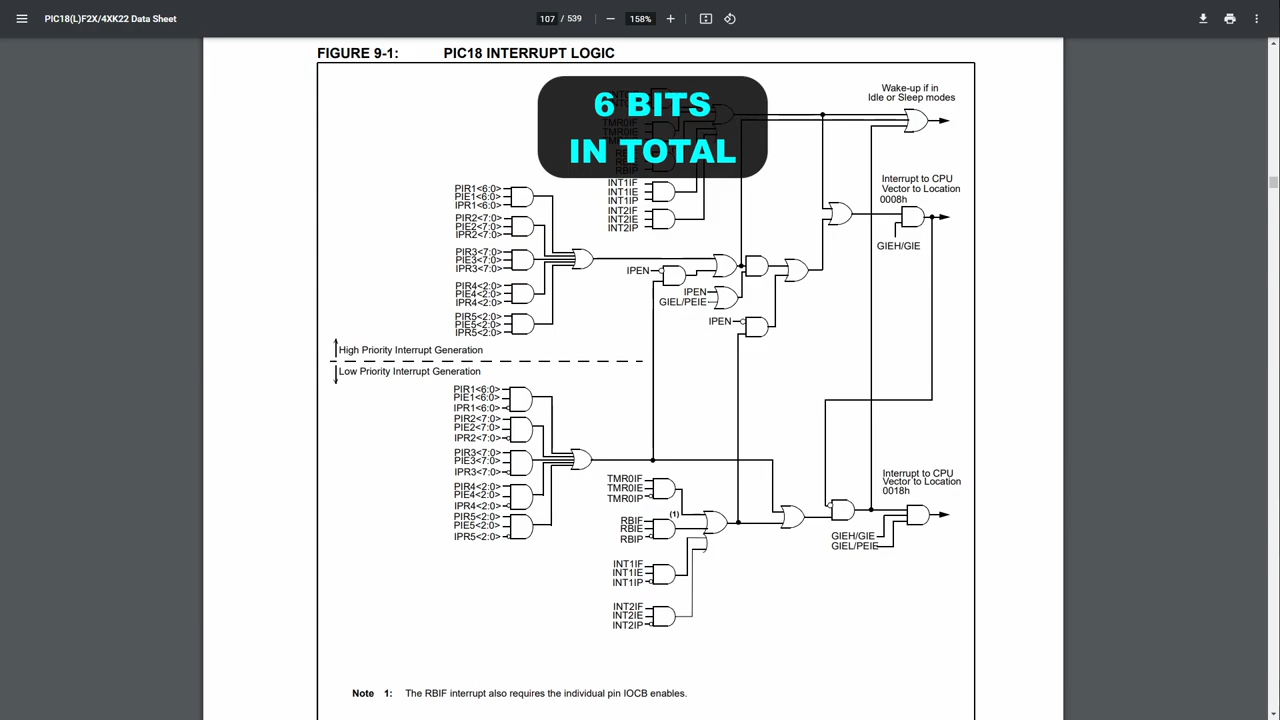 PIC18(L)F2X/4XK22 Data Sheet
107 / 539
158%
FIGURE 9-1: PIC18 INTERRUPT LOGIC
6 BITS
IN TOTAL
Wake-up if in
Idle or Sleep modes
TMR0IE
RBIP
INT1IF
INT1IE
INT1IP
INT2IF
INT2IE
INT2IP
Interrupt to CPU
Vector to Location
0008h
GIEH/GIE
PIR1<6:0>
PIE1<6:0>
IPR1<6:0>
PIR2<7:0>
PIE2<7:0>
IPR2<7:0>
PIR3<7:0>
PIE3<7:0>
IPR3<7:0>
PIR4<2:0>
PIE4<2:0>
IPR4<2:0>
PIR5<2:0>
PIE5<2:0>
IPR5<2:0>
IPEN
IPEN
GIEL/PEIE
IPEN
High Priority Interrupt Generation
Low Priority Interrupt Generation
PIR1<6:0>
PIE1<6:0>
IPR1<6:0>
PIR2<7:0>
PIE2<7:0>
IPR2<7:0>
PIR3<7:0>
PIE3<7:0>
IPR3<7:0>
PIR4<2:0>
PIE4<2:0>
IPR4<2:0>
PIR5<2:0>
PIE5<2:0>
IPR5<2:0>
TMR0IF
TMR0IE
TMR0IP
(1)
RBIF
RBIE
RBIP
INT1IF
INT1IE
INT1IP
INT2IF
INT2IE
INT2IP
Interrupt to CPU
Vector to Location
0018h
GIEH/GIE
GIEL/PEIE
Note 1: The RBIF interrupt also requires the individual pin IOCB enables.